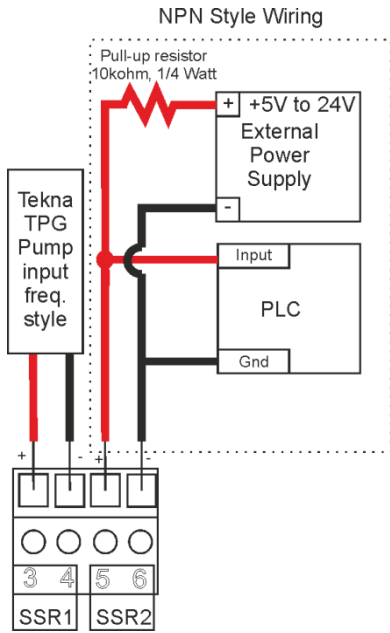 NPN Style Wiring
Pull-up resistor
10kohm, 1/4 Watt
+ +5V to 24V
External
Power
Supply
-
Tekna
TPG
Pump
input
freq.
style
Input
PLC
Gnd
+ - + -
3 4 5 6
SSR1 SSR2